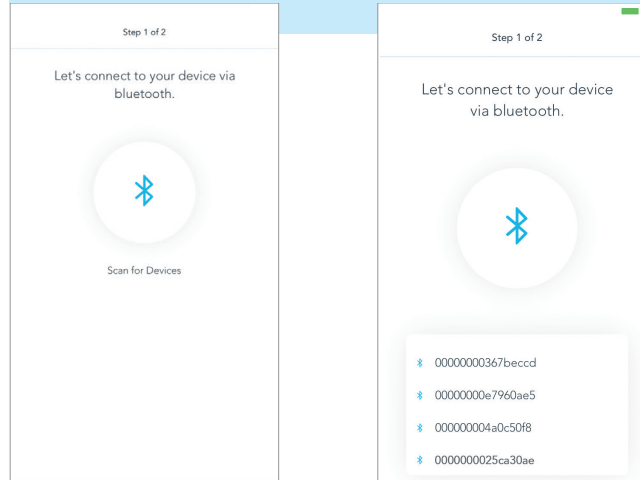 Step 1 of 2
Let's connect to your device via
bluetooth.
Scan for Devices
Step 1 of 2
Let's connect to your device
via bluetooth.
00000000367beccd
00000000e7960ae5
000000004a0c50f8
0000000025ca30ae